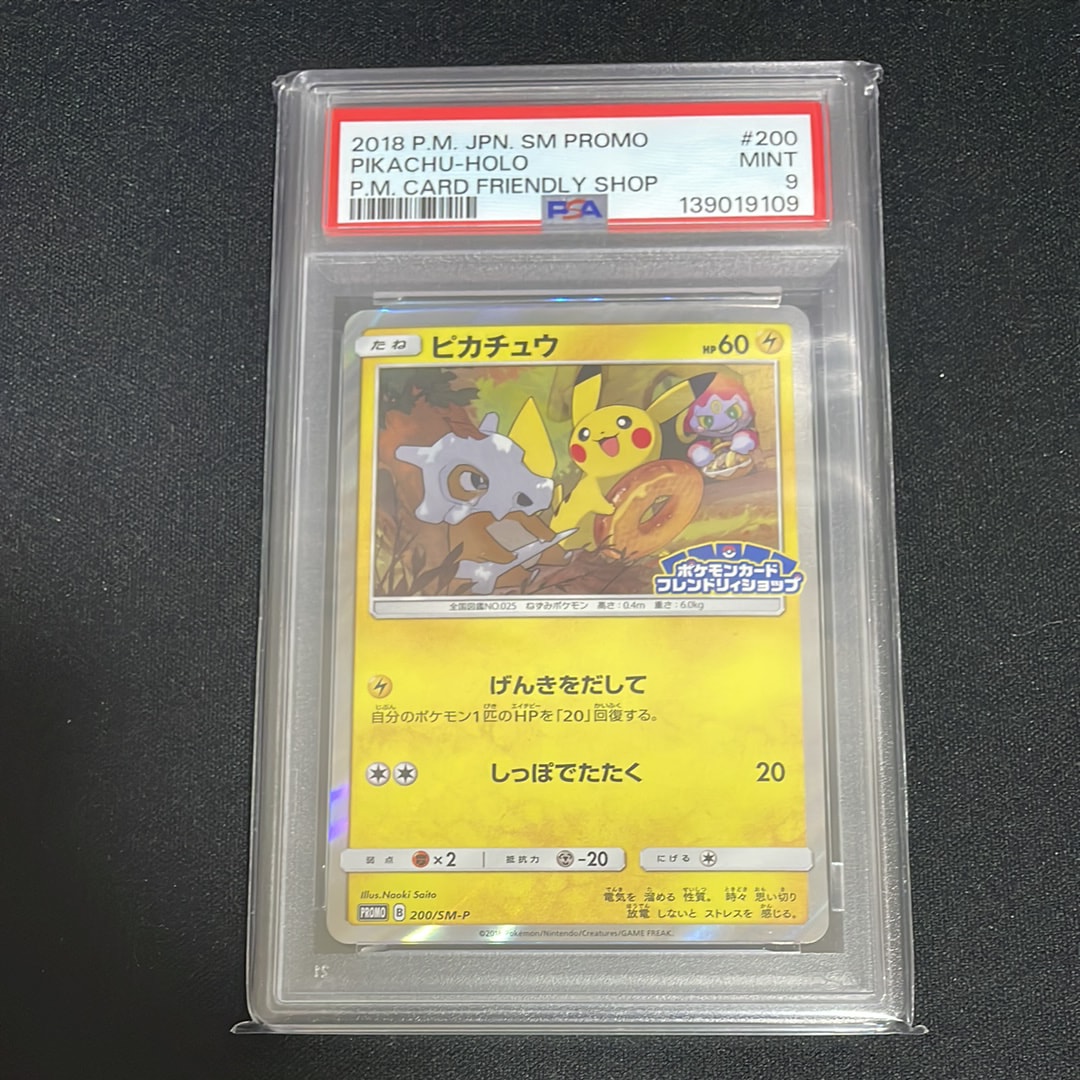 2018 P.M. JPN. SM PROMO #200
PIKACHU-HOLO MINT
P.M. CARD FRIENDLY SHOP 9
PSA 139019109
たね ピカチュウ HP60
ポケモンカード
フレンドリィショップ
全国図鑑NO.025 ねずみポケモン 高さ:0.4m 重さ:6.0kg
げんきをだして
自分のポケモン1匹のHPを「20」回復する。
しっぽでたたく 20
弱点 ×2 抵抗力 -20 にげる
Illus.Naoki Saito
電気を 溜める 性質。 時々 思い切り
放電 しないと ストレスを 感じる。
PROMO B 200/SM-P
Pokémon/Nintendo/Creatures/GAME FREAK.